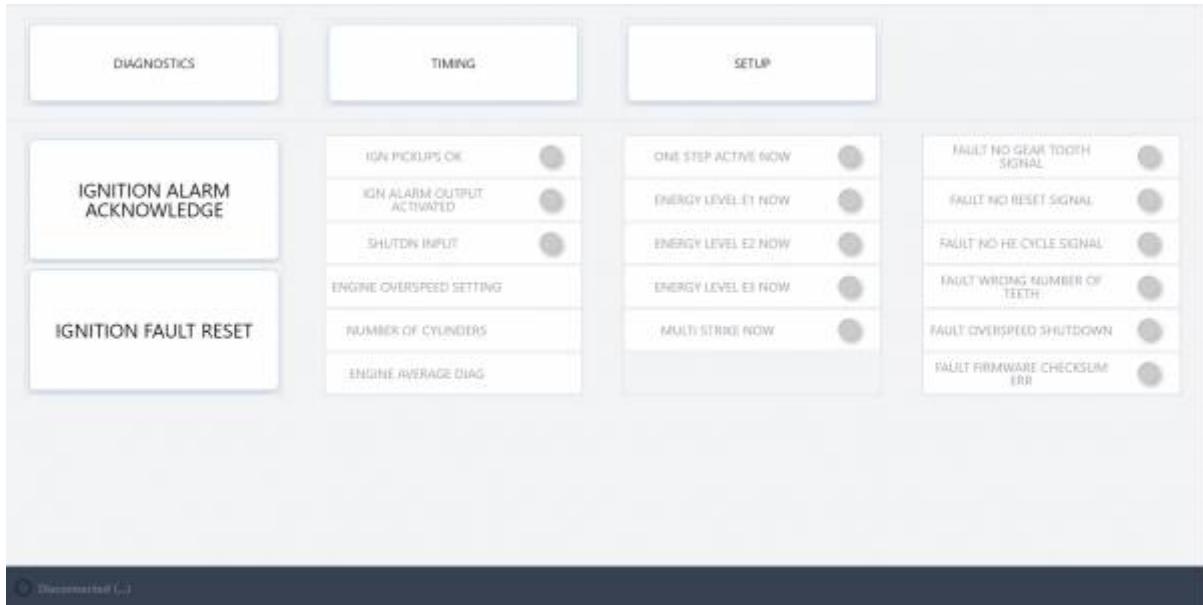 DIAGNOSTICS
TIMING
SETUP
IGNITION ALARM
ACKNOWLEDGE
IGNITION FAULT RESET
IGN PICKUPS OK
IGN ALARM OUTPUT
ACTIVATED
SHUTDN INPUT
ENGINE OVERSPEED SETTING
NUMBER OF CYLINDERS
ENGINE AVERAGE DIAG
ONE STEP ACTIVE NOW
ENERGY LEVEL E1 NOW
ENERGY LEVEL E2 NOW
ENERGY LEVEL E3 NOW
MULTI STRIKE NOW
FAULT NO GEAR TOOTH
SIGNAL
FAULT NO RESET SIGNAL
FAULT NO HE CYCLE SIGNAL
FAULT WRONG NUMBER OF
TEETH
FAULT OVERSPEED SHUTDOWN
FAULT FIRMWARE CHECKSUM
ERR
Disconnected (...)